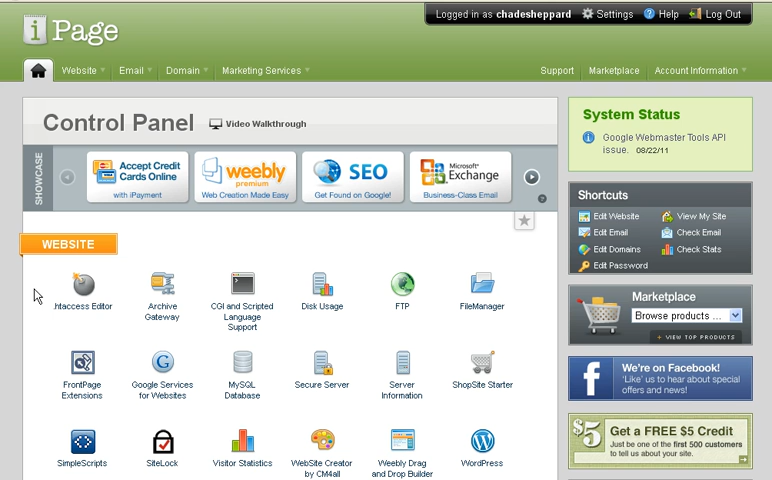 Logged in as chadesheppard Settings Help Log Out
i Page
Website Email Domain Marketing Services Support Marketplace Account Information
Control Panel Video Walkthrough
SHOWCASE
Accept Credit
Cards Online
with iPayment
weebly
premium
Web Creation Made Easy
SEO
Get Found on Google!
Microsoft
Exchange
Business-Class Email
WEBSITE
.htaccess Editor
Archive
Gateway
CGI and Scripted
Language
Support
Disk Usage
FTP
FileManager
FrontPage
Extensions
Google Services
for Websites
MySQL
Database
Secure Server
Server
Information
ShopSite Starter
SimpleScripts
SiteLock
Visitor Statistics
WebSite Creator
by CM4all
Weebly Drag
and Drop Builder
WordPress
System Status
Google Webmaster Tools API
issue. 08/22/11
Shortcuts
Edit Website View My Site
Edit Email Check Email
Edit Domains Check Stats
Edit Password
Marketplace
Browse products ...
+ VIEW TOP PRODUCTS
We're on Facebook!
'Like' us to hear about special
offers and news!
$5
Get a FREE $5 Credit
Just be one of the first 500 customers
to tell us about your site.